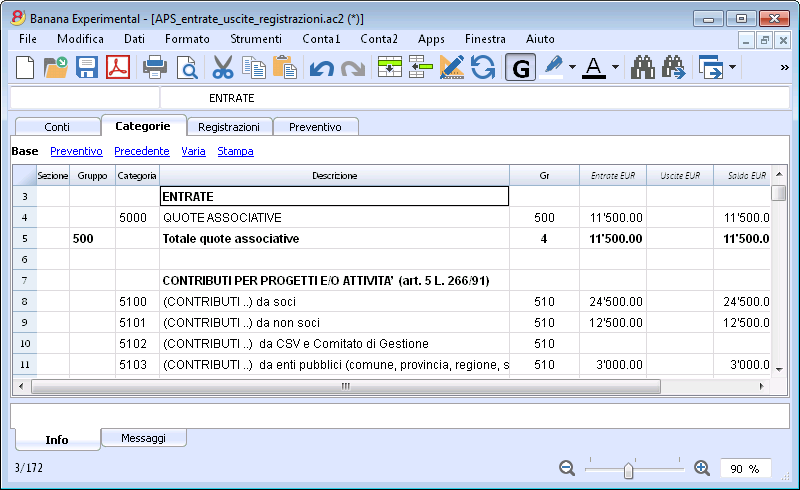 Banana Experimental - [APS_entrate_uscite_registrazioni.ac2 (*)]
File Modifica Dati Formato Strumenti Conta1 Conta2 Apps Finestra Aiuto
G A »
ENTRATE
Conti Categorie Registrazioni Preventivo
Base Preventivo Precedente Varia Stampa
Sezione Gruppo Categoria Descrizione Gr Entrate EUR Uscite EUR Saldo EUR
3 ENTRATE
4 5000 QUOTE ASSOCIATIVE 500 11'500.00 11'500.0
5 500 Totale quote associative 4 11'500.00 11'500.0
6
7 CONTRIBUTI PER PROGETTI E/O ATTIVITA' (art. 5 L. 266/91)
8 5100 (CONTRIBUTI ..) da soci 510 24'500.00 24'500.0
9 5101 (CONTRIBUTI ..) da non soci 510 12'500.00 12'500.0
10 5102 (CONTRIBUTI ..) da CSV e Comitato di Gestione 510
11 5103 (CONTRIBUTI ..) da enti pubblici (comune, provincia, regione, s 510 3'000.00 3'000.0
Info Messaggi
3/172 90 %